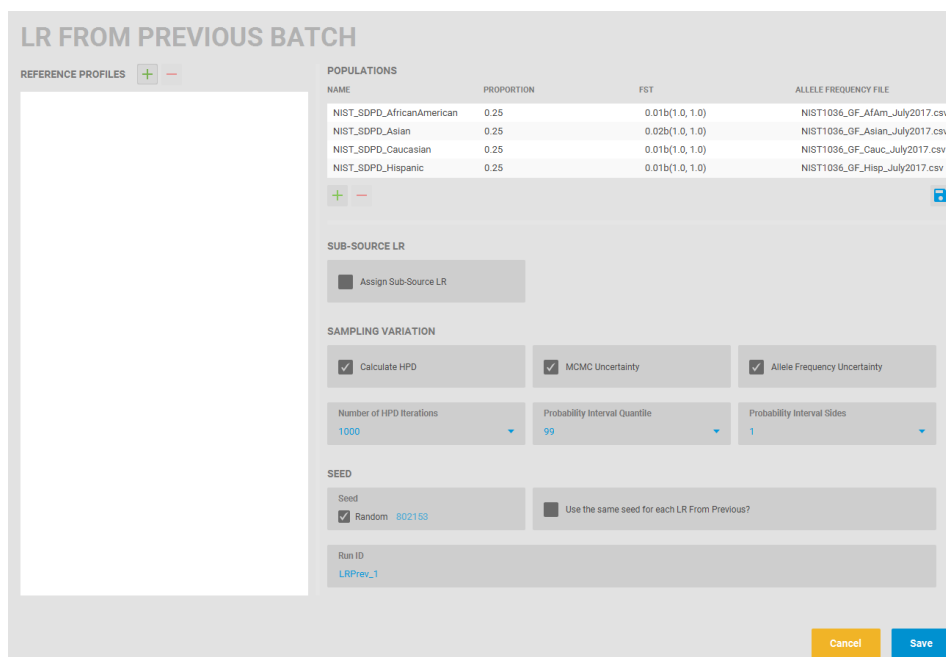 LR FROM PREVIOUS BATCH
REFERENCE PROFILES + −
POPULATIONS
NAME PROPORTION FST ALLELE FREQUENCY FILE
NIST_SDPD_AfricanAmerican 0.25 0.01b(1.0, 1.0) NIST1036_GF_AfAm_July2017.csv
NIST_SDPD_Asian 0.25 0.02b(1.0, 1.0) NIST1036_GF_Asian_July2017.csv
NIST_SDPD_Caucasian 0.25 0.01b(1.0, 1.0) NIST1036_GF_Cauc_July2017.csv
NIST_SDPD_Hispanic 0.25 0.01b(1.0, 1.0) NIST1036_GF_Hisp_July2017.csv
+ −
SUB-SOURCE LR
Assign Sub-Source LR
SAMPLING VARIATION
Calculate HPD MCMC Uncertainty Allele Frequency Uncertainty
Number of HPD Iterations Probability Interval Quantile Probability Interval Sides
1000 99 1
SEED
Seed
Random 802153 Use the same seed for each LR From Previous?
Run ID
LRPrev_1
Cancel Save